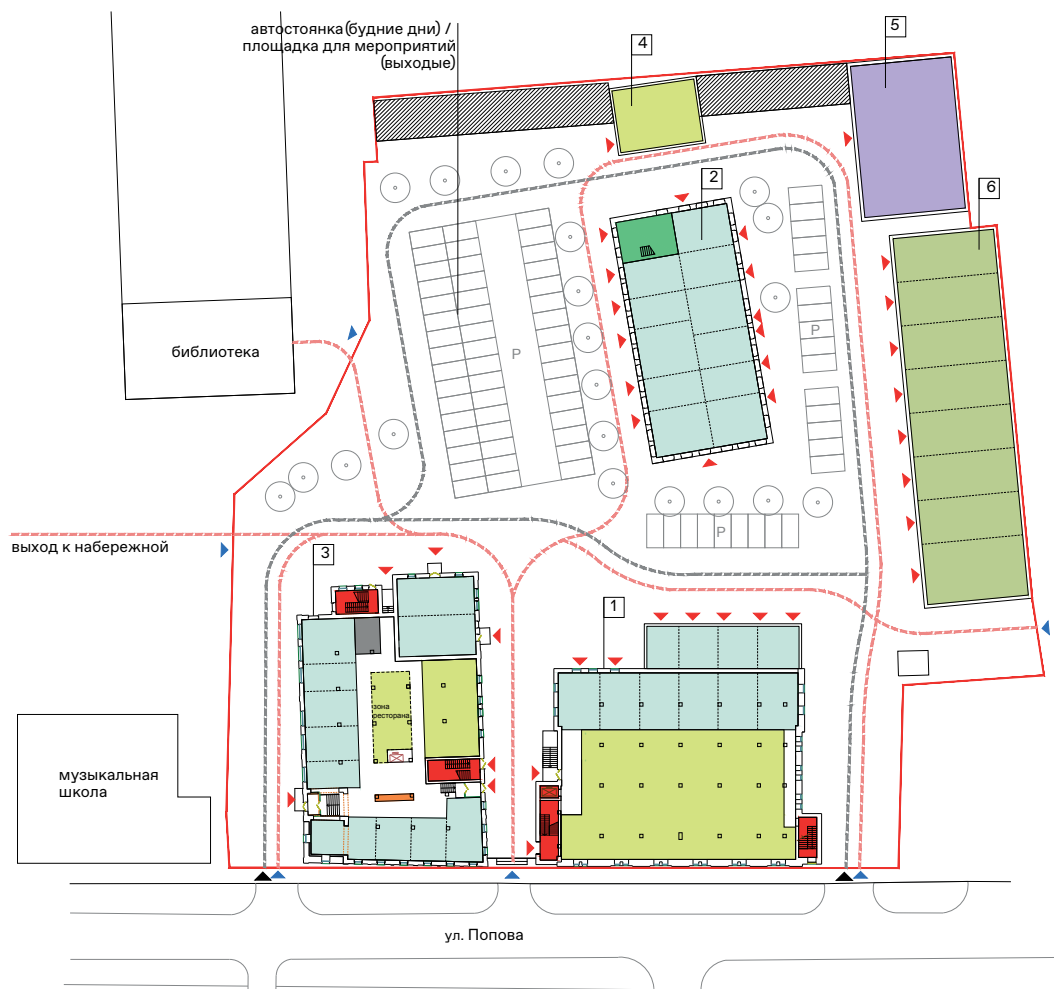 автостоянка(будние дни) /
площадка для мероприятий
(выходые)
4
5
2
6
библиотека
P
P
P
выход к набережной
3
1
зона
ресторана
музыкальная
школа
ул. Попова